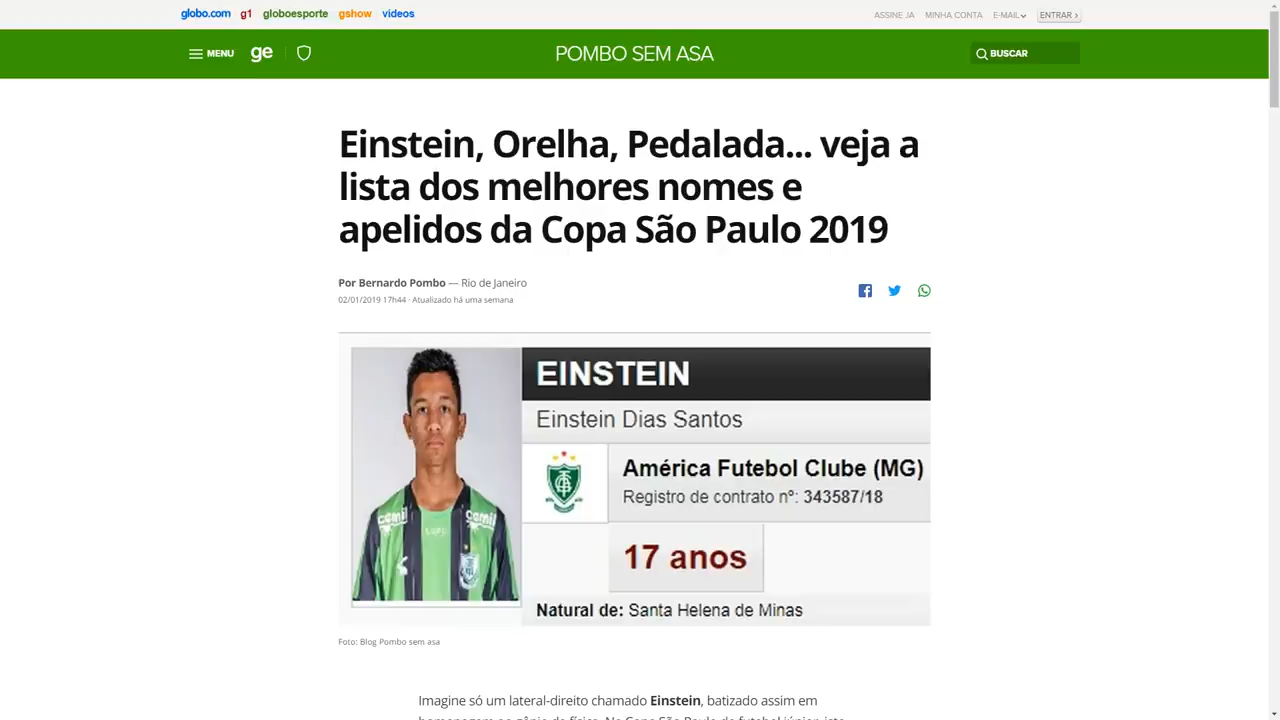 globo.com g1 globoesporte gshow vídeos
ASSINE JÁ MINHA CONTA E-MAIL ENTRAR ›
MENU ge POMBO SEM ASA BUSCAR
Einstein, Orelha, Pedalada... veja a
lista dos melhores nomes e
apelidos da Copa São Paulo 2019
Por Bernardo Pombo — Rio de Janeiro
02/01/2019 17h44 · Atualizado há uma semana
EINSTEIN
Einstein Dias Santos
América Futebol Clube (MG)
Registro de contrato nº: 343587/18
17 anos
Natural de: Santa Helena de Minas
Foto: Blog Pombo sem asa
Imagine só um lateral-direito chamado Einstein, batizado assim em